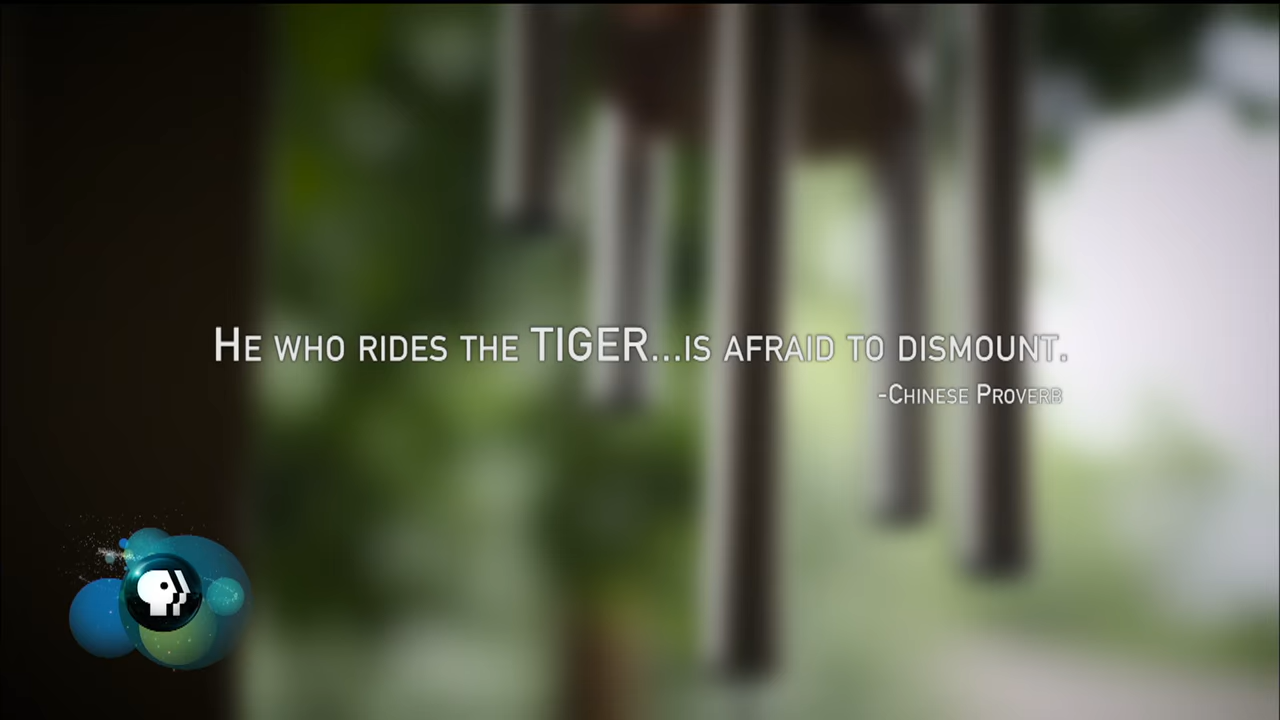 He who rides the TIGER...is afraid to dismount.
-Chinese Proverb